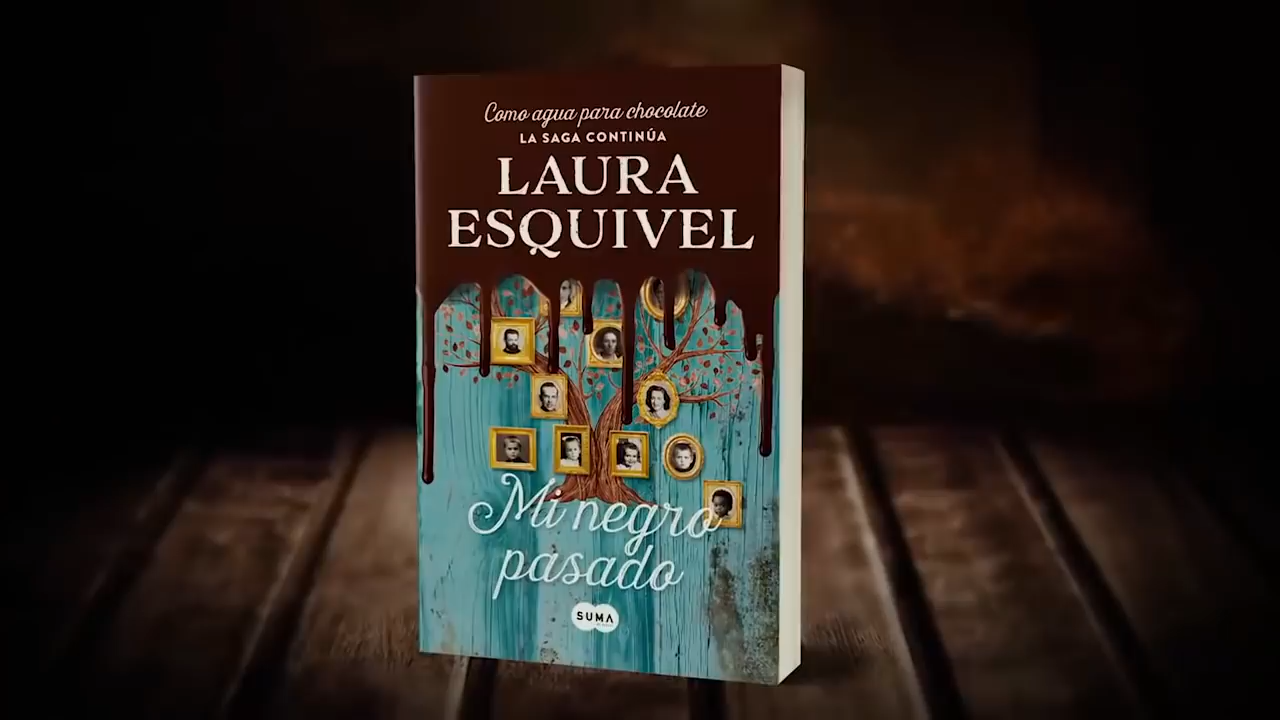 Como agua para chocolate
LA SAGA CONTINÚA
LAURA
ESQUIVEL
Mi negro
pasado
SUMA